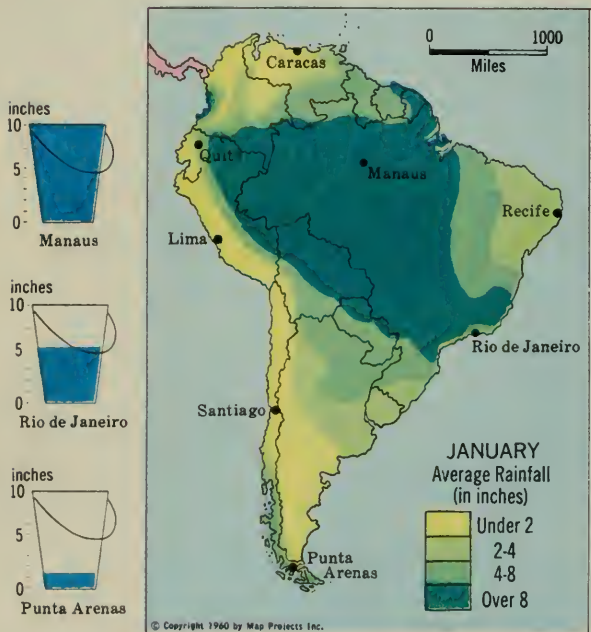 inches
10
5
0
Manaus
inches
10
5
0
Rio de Janeiro
inches
10
5
0
Punta Arenas
0 1000
Miles
Caracas
Quit
Manaus
Recife
Lima
Rio de Janeiro
Santiago
Punta
Arenas
JANUARY
Average Rainfall
(in inches)
Under 2
2-4
4-8
Over 8
© Copyright 1960 by Map Projects Inc.